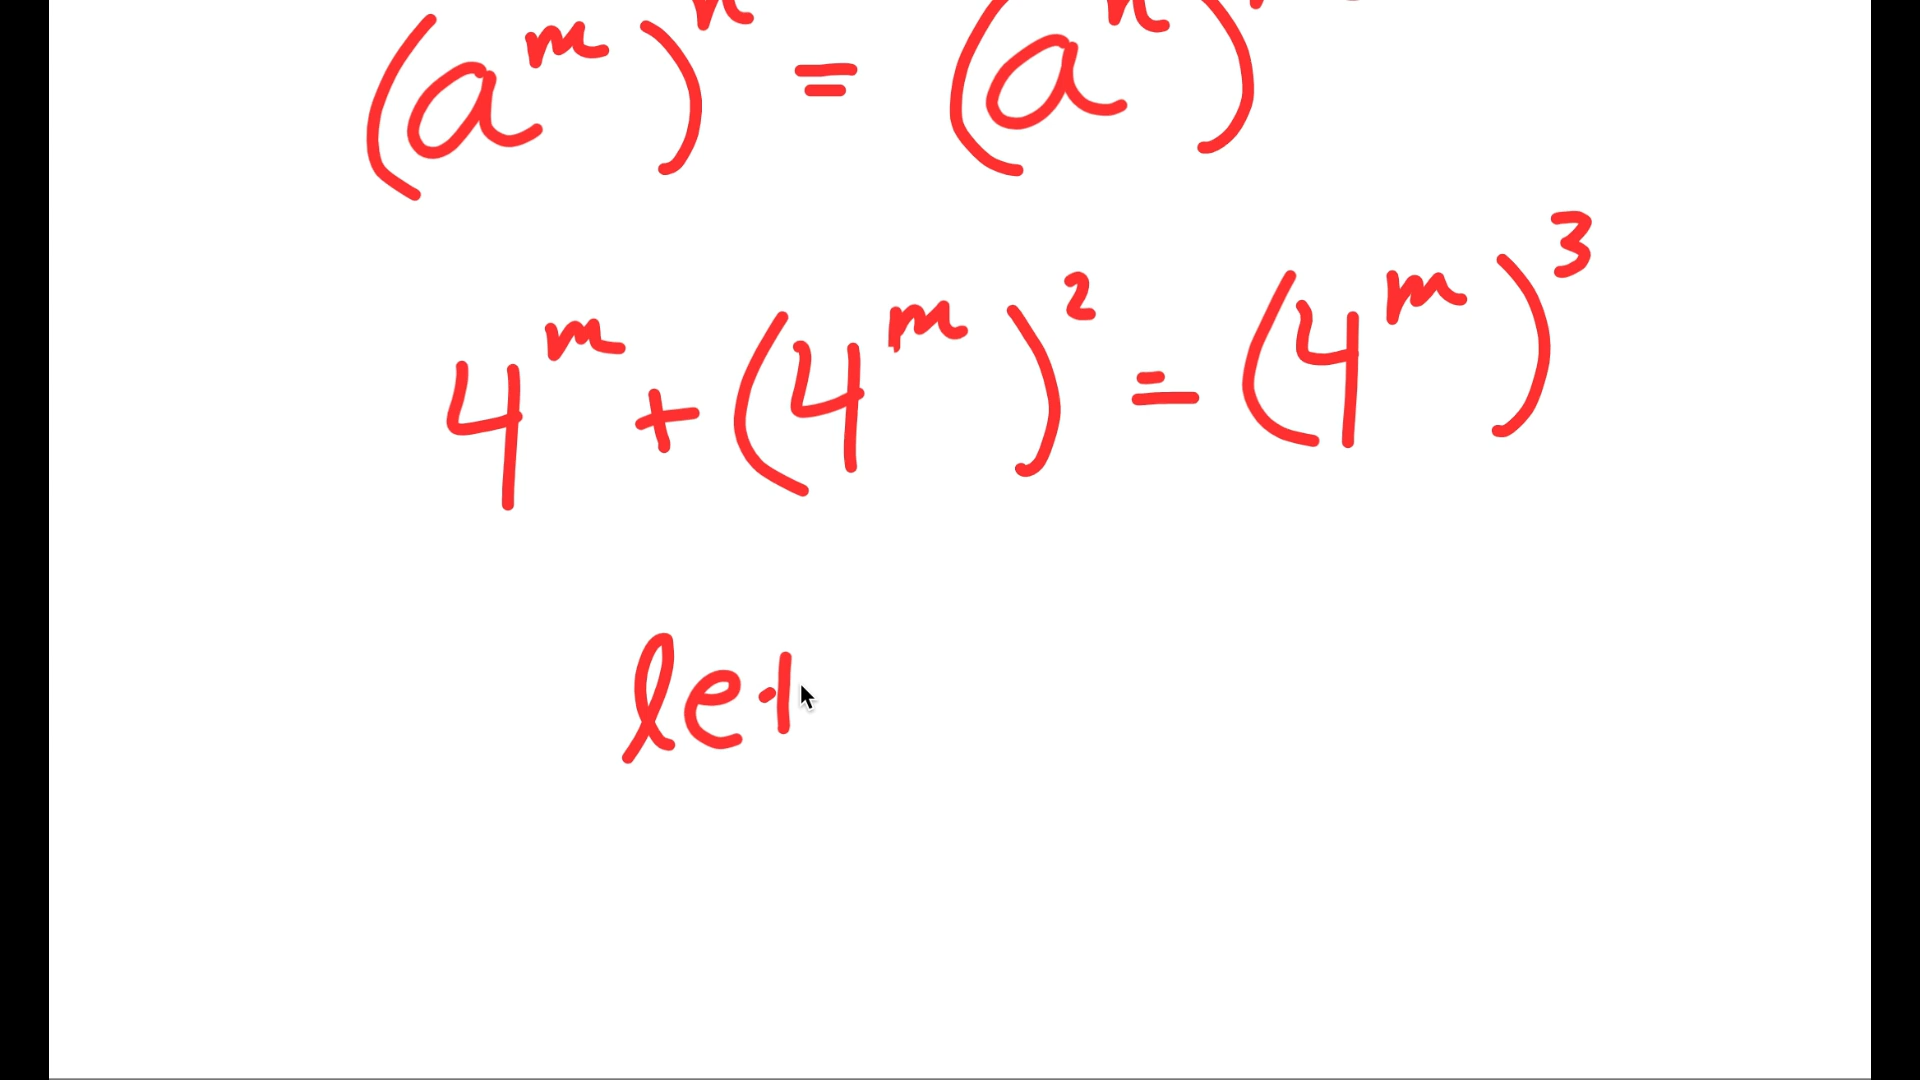 (a^m)^n = (a^n)
4^m + (4^m)^2 = (4^m)^3
let